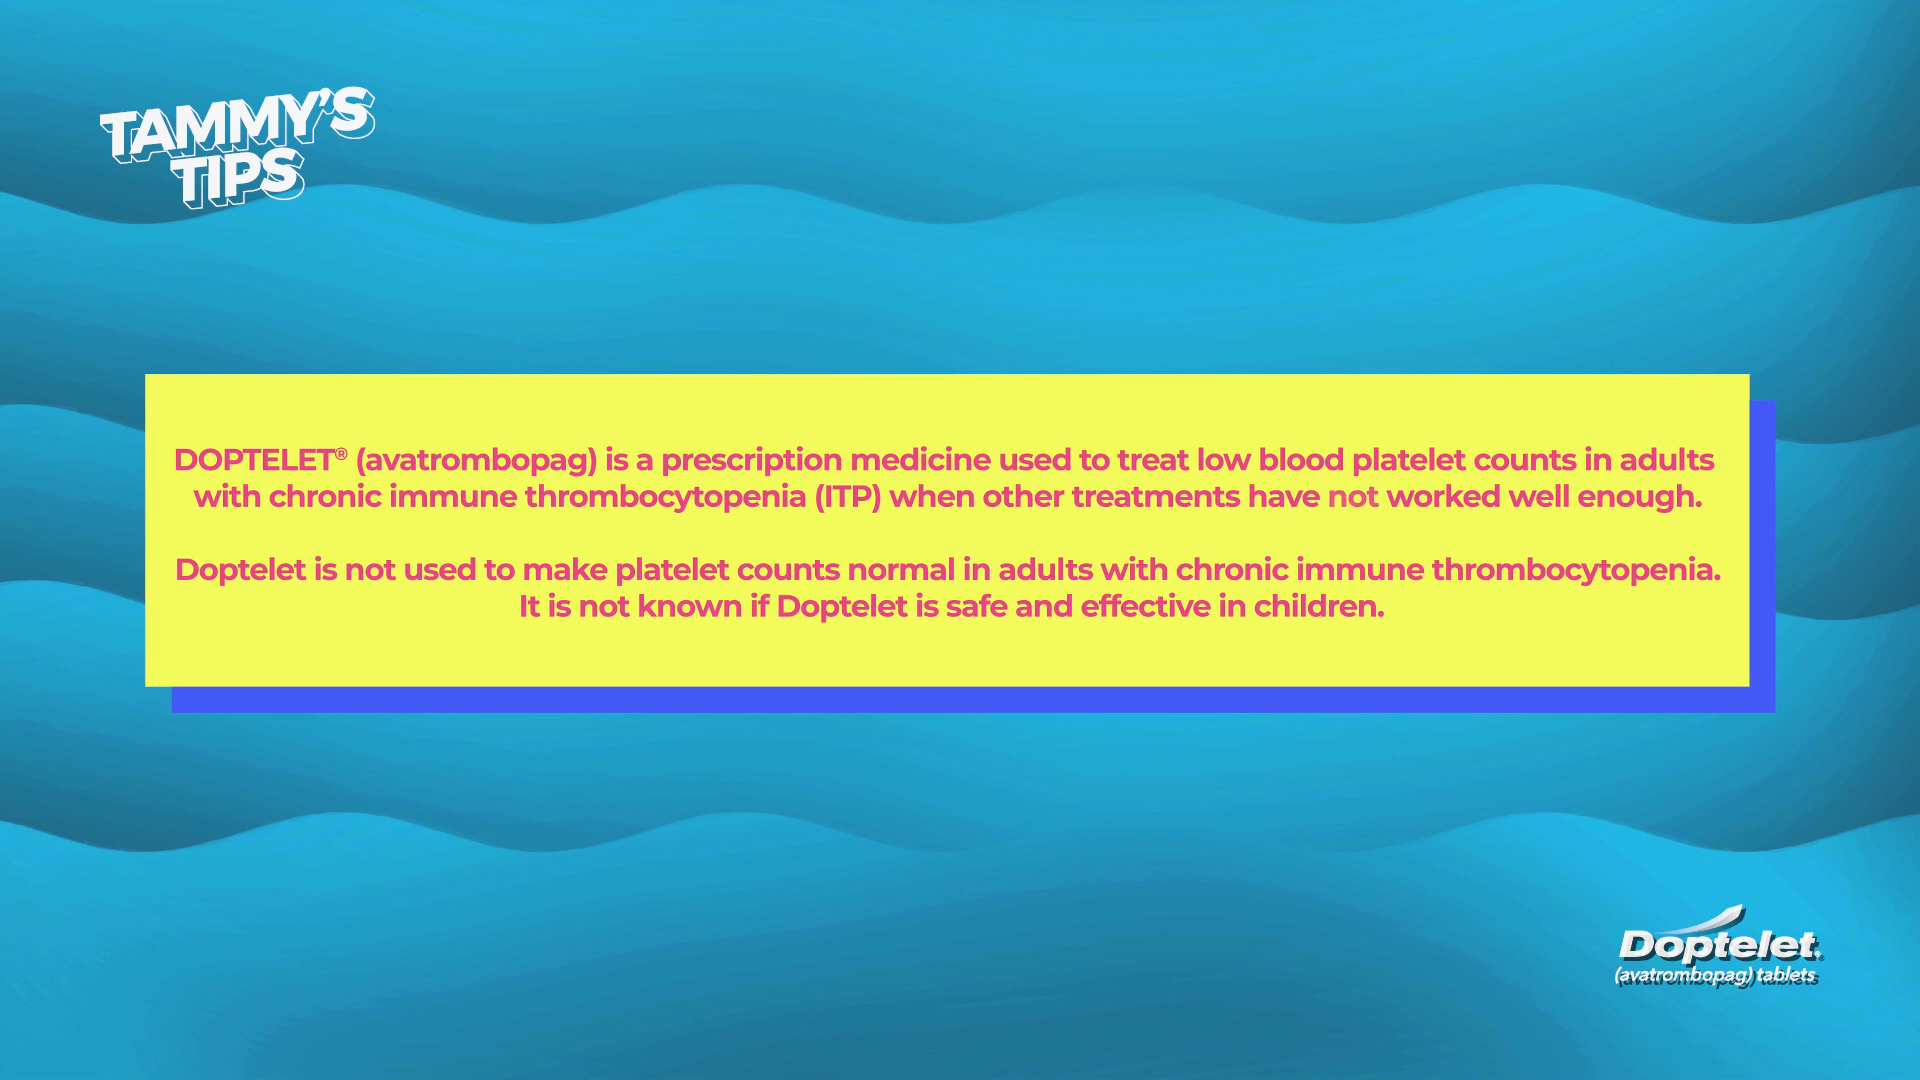 TAMMY'S
TIPS
DOPTELET® (avatrombopag) is a prescription medicine used to treat low blood platelet counts in adults
with chronic immune thrombocytopenia (ITP) when other treatments have not worked well enough.
Doptelet is not used to make platelet counts normal in adults with chronic immune thrombocytopenia.
It is not known if Doptelet is safe and effective in children.
Doptelet®
(avatrombopag) tablets